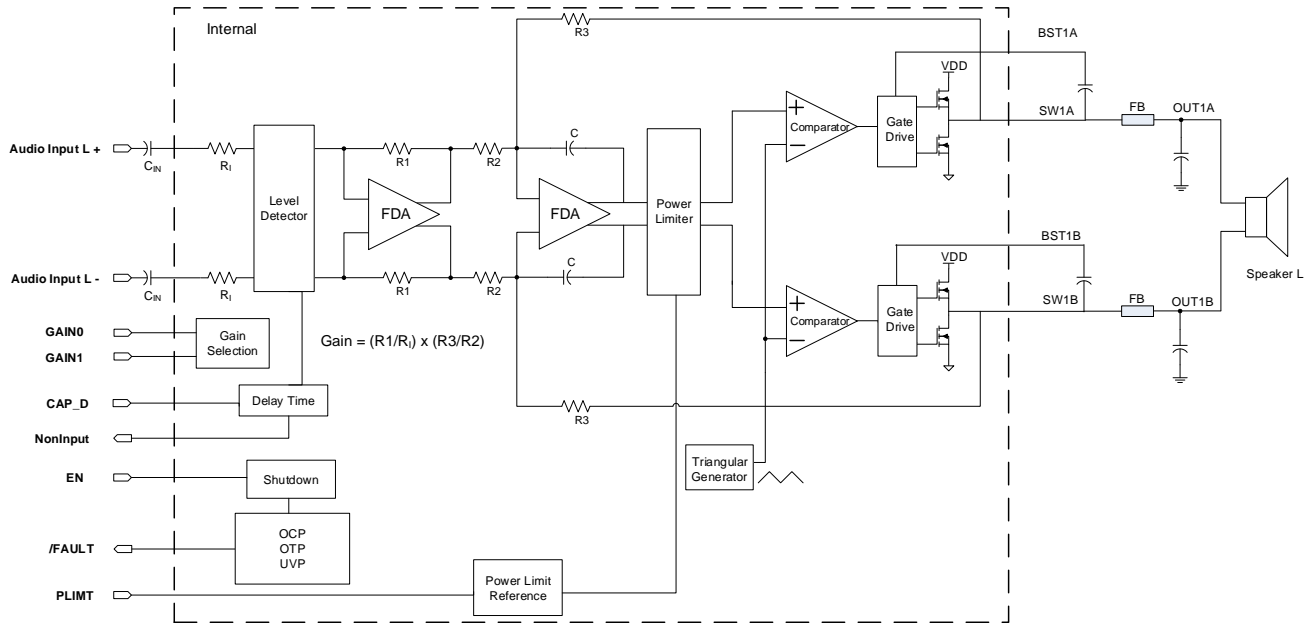 Internal
R3
BST1A
VDD
Gate
Drive
SW1A
FB
OUT1A
Comparator
Audio Input L +
CIN
RI
Level
Detector
R1
R2
C
FDA
FDA
Power
Limiter
R1
R2
C
Audio Input L -
CIN
RI
BST1B
VDD
Gate
Drive
SW1B
FB
OUT1B
Comparator
Speaker L
GAIN0
GAIN1
Gain
Selection
Gain = (R1/RI) x (R3/R2)
CAP_D
Delay Time
R3
NonInput
EN
Shutdown
Triangular
Generator
/FAULT
OCP
OTP
UVP
PLIMT
Power Limit
Reference